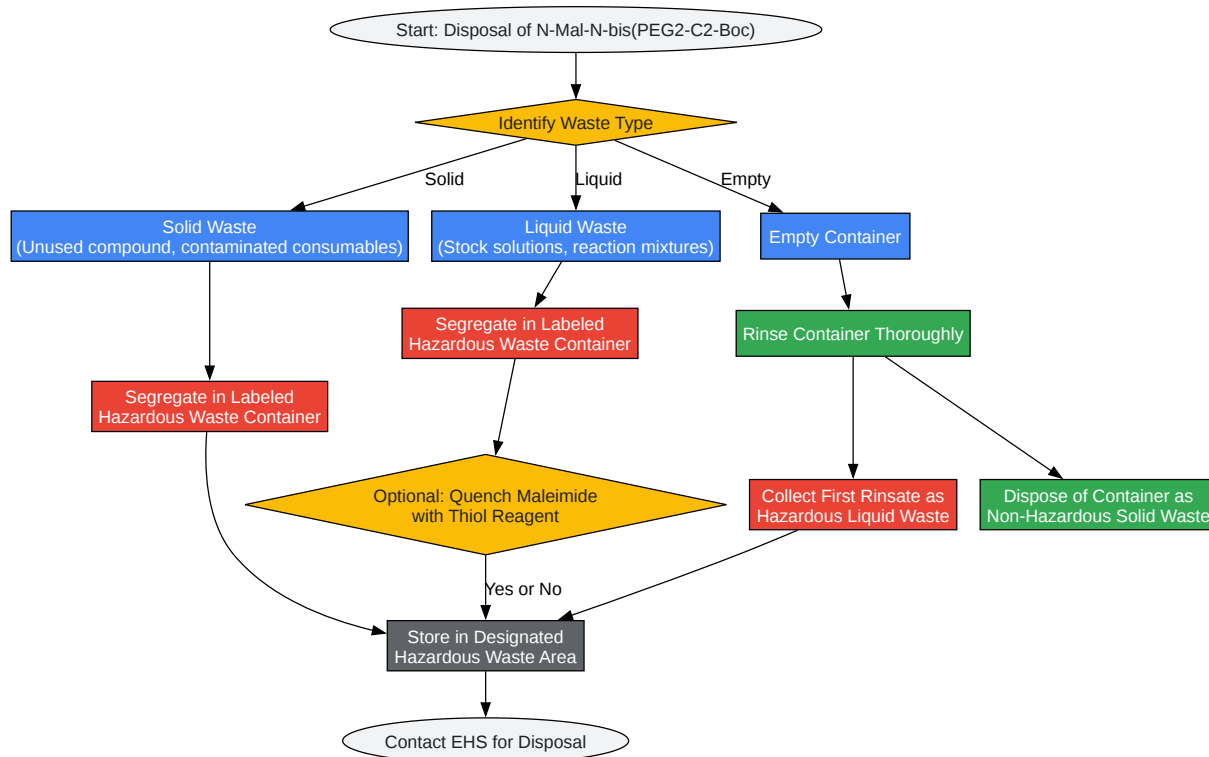 Start: Disposal of N-Mal-N-bis(PEG2-C2-Boc)
Identify Waste Type
Solid
Liquid
Empty
Solid Waste
(Unused compound, contaminated consumables)
Liquid Waste
(Stock solutions, reaction mixtures)
Empty Container
Segregate in Labeled
Hazardous Waste Container
Rinse Container Thoroughly
Segregate in Labeled
Hazardous Waste Container
Optional: Quench Maleimide
with Thiol Reagent
Collect First Rinsate as
Hazardous Liquid Waste
Dispose of Container as
Non-Hazardous Solid Waste
Yes or No
Store in Designated
Hazardous Waste Area
Contact EHS for Disposal